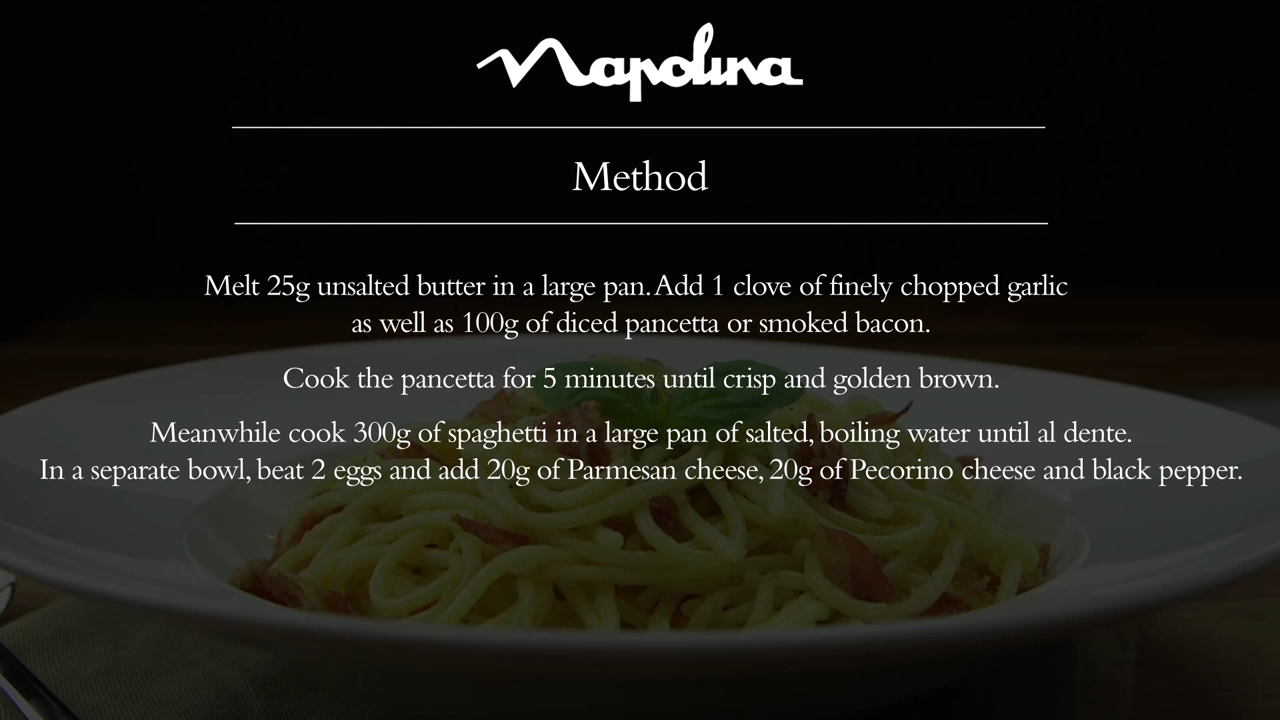 Napolina
Method
Melt 25g unsalted butter in a large pan. Add 1 clove of finely chopped garlic
as well as 100g of diced pancetta or smoked bacon.
Cook the pancetta for 5 minutes until crisp and golden brown.
Meanwhile cook 300g of spaghetti in a large pan of salted, boiling water until al dente.
In a separate bowl, beat 2 eggs and add 20g of Parmesan cheese, 20g of Pecorino cheese and black pepper.